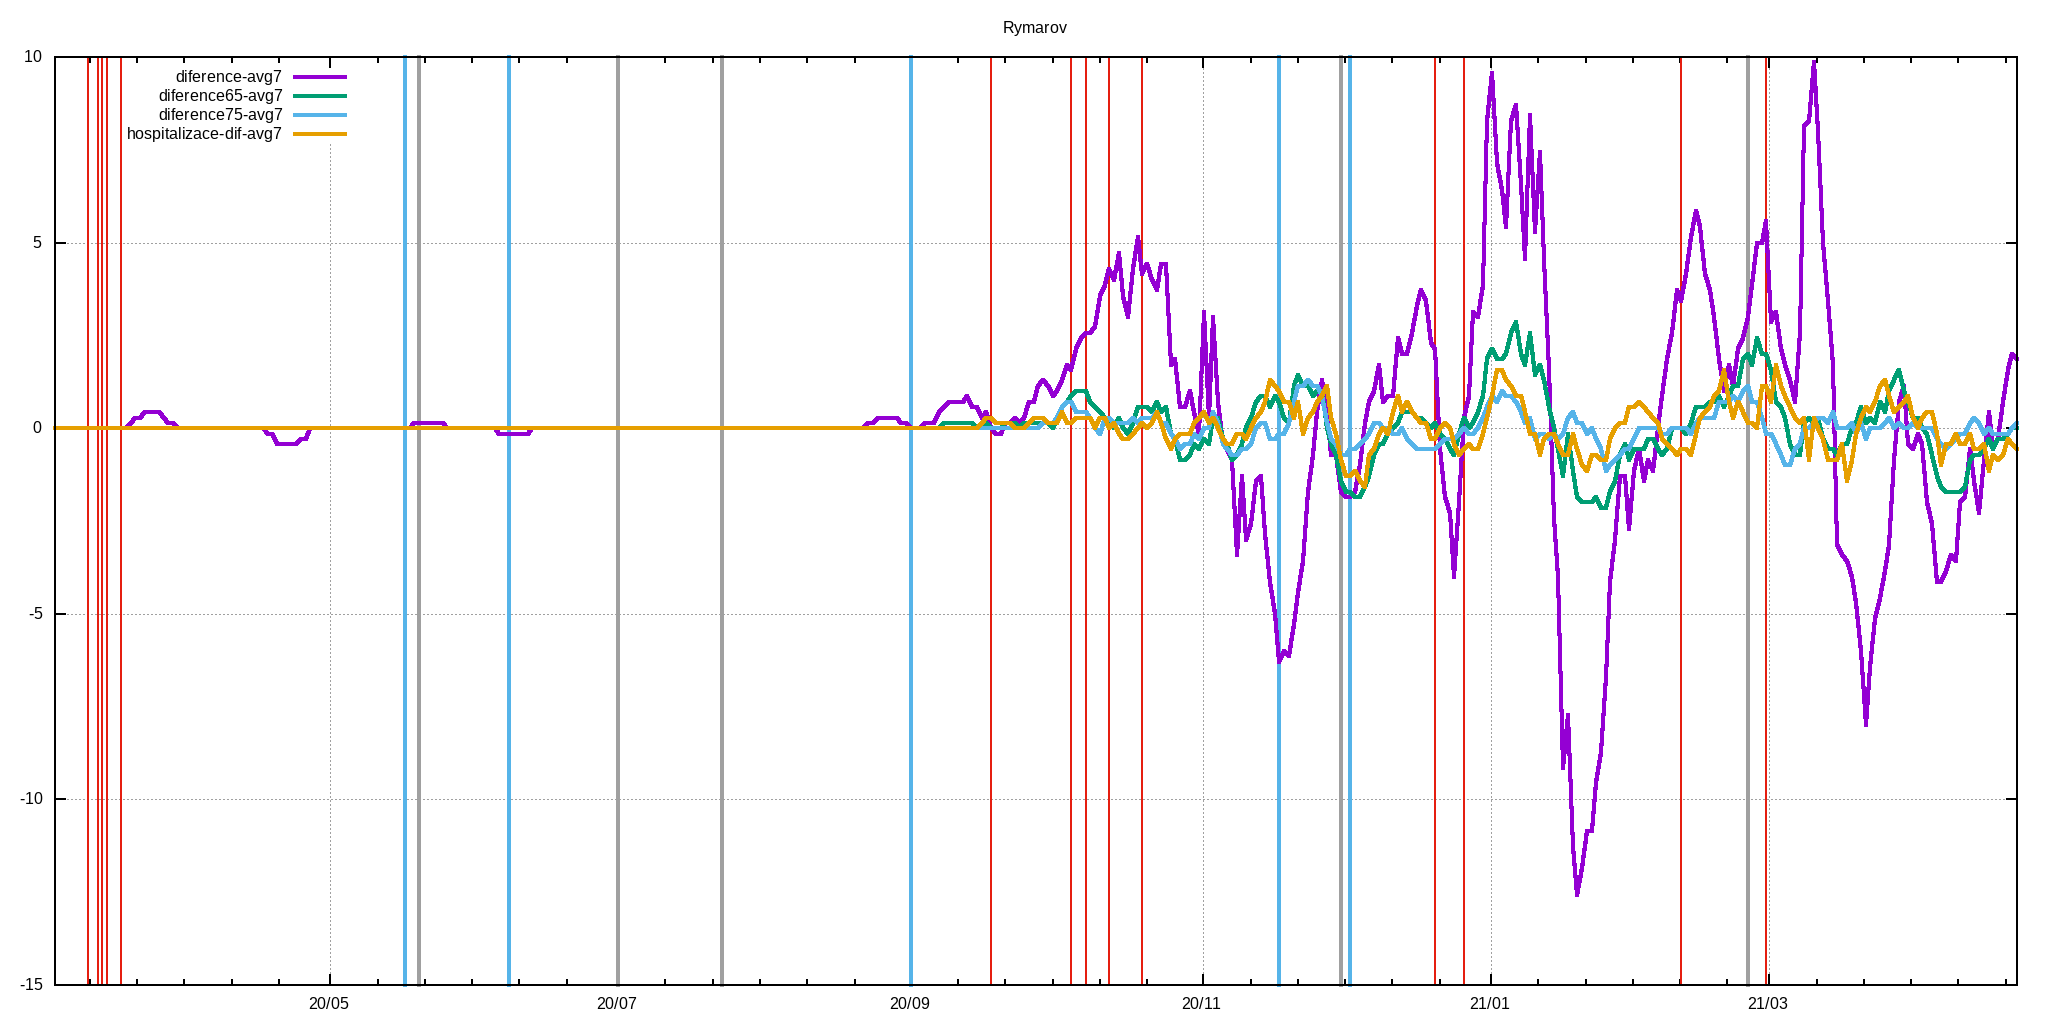 Rymarov
10
diference-avg7
diference65-avg7
diference75-avg7
hospitalizace-dif-avg7
5
0
-5
-10
-15
20/05 20/07 20/09 20/11 21/01 21/03